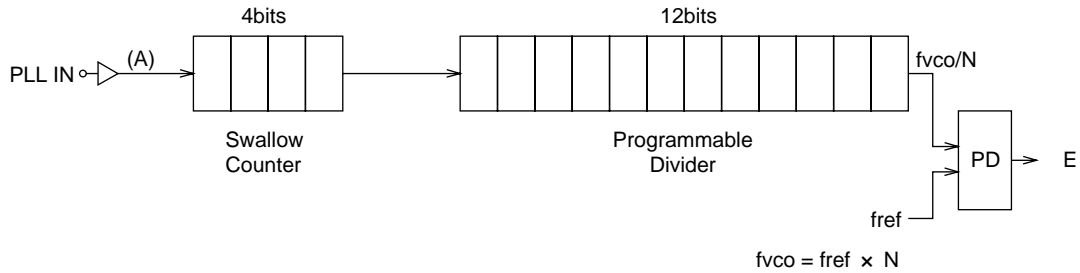 4bits
12bits
PLL IN
(A)
fvco/N
Swallow
Counter
Programmable
Divider
PD
E
fref
fvco = fref × N